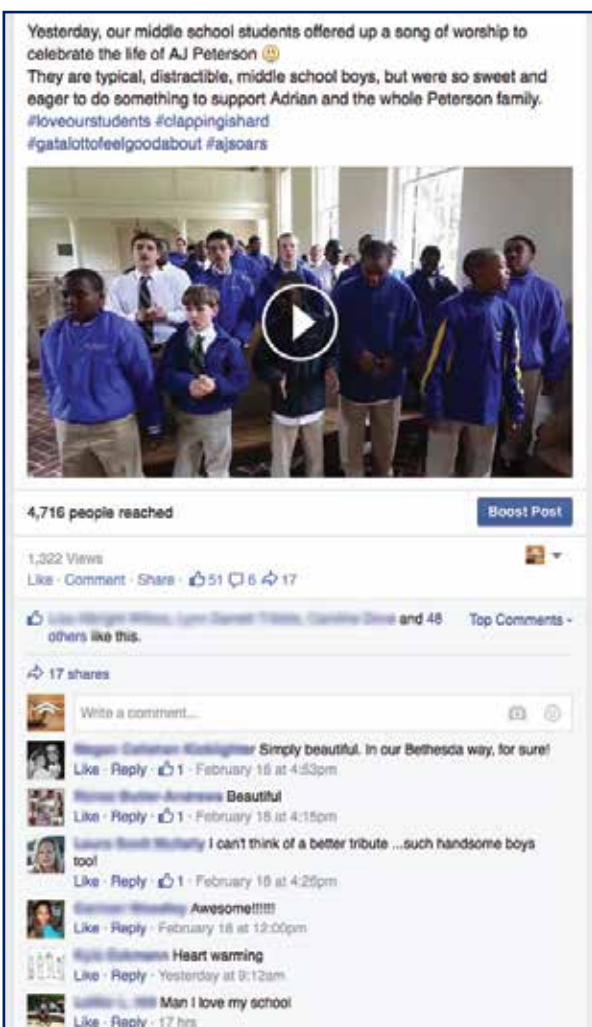 Yesterday, our middle school students offered up a song of worship to
celebrate the life of AJ Peterson
They are typical, distractible, middle school boys, but were so sweet and
eager to do something to support Adrian and the whole Peterson family.
#loveourstudents #clappingishard
#gatalottofeelgoodabout #ajsoars
4,716 people reached
Boost Post
1,322 Views
Like · Comment · Share · 51 6 17
and 48 Top Comments
others like this.
17 shares
Write a comment...
Simply beautiful. In our Bethesda way, for sure!
Like · Reply · 1 · February 16 at 4:53pm
Beautiful
Like · Reply · 1 · February 18 at 4:15pm
I can't think of a better tribute ...such handsome boys
too!
Like · Reply · 1 · February 18 at 4:26pm
Awesome!!!!!!
Like · Reply · February 18 at 12:00pm
Heart warming
Like · Reply · Yesterday at 9:12am
Man I love my school
Like · Reply · 17 hrs